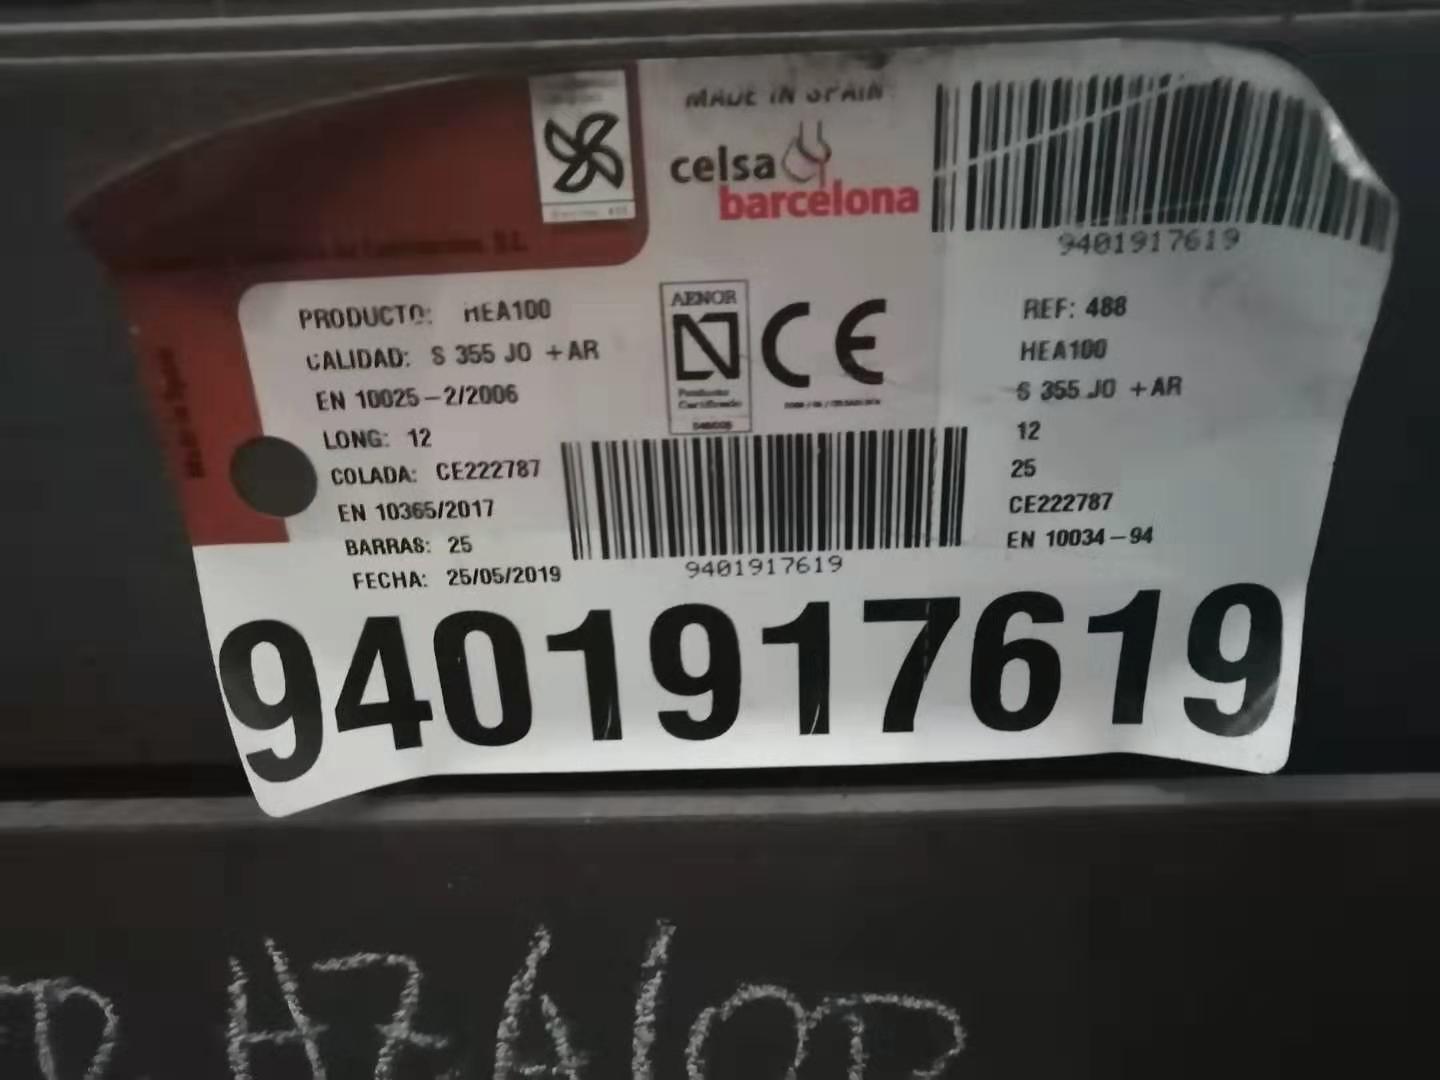 MADE IN SPAIN
celsa
barcelona
9401917619
PRODUCTO: HEA100
CALIDAD: S 355 JO +AR
EN 10025-2/2006
LONG: 12
COLADA: CE222787
EN 10365/2017
BARRAS: 25
FECHA: 25/05/2019
AENOR
N
Producto
Certificado
CE
9401917619
REF: 488
HEA100
S 355 JO +AR
12
25
CE222787
EN 10034-94
9401917619